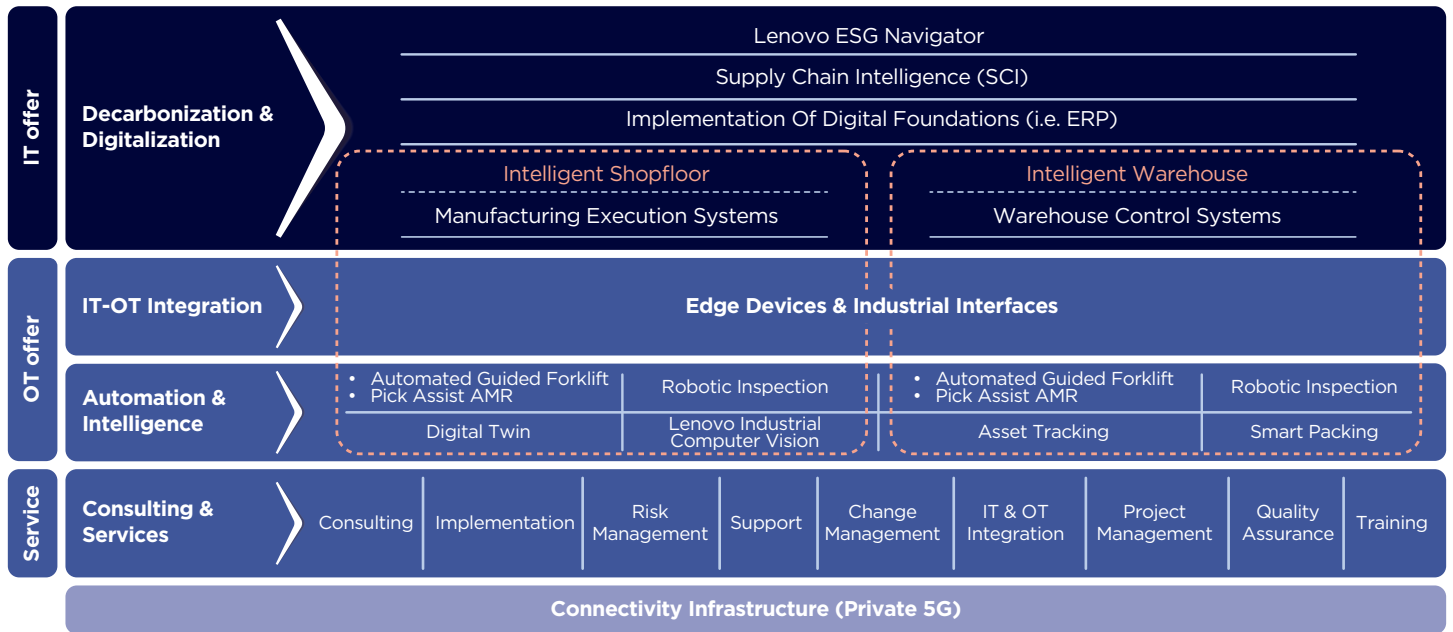 IT offer
Decarbonization &
Digitalization
Lenovo ESG Navigator
Supply Chain Intelligence (SCI)
Implementation Of Digital Foundations (i.e. ERP)
Intelligent Shopfloor
Manufacturing Execution Systems
Intelligent Warehouse
Warehouse Control Systems
OT offer
IT-OT Integration
Edge Devices & Industrial Interfaces
Automation &
Intelligence
• Automated Guided Forklift
• Pick Assist AMR
Robotic Inspection
• Automated Guided Forklift
• Pick Assist AMR
Robotic Inspection
Digital Twin
Lenovo Industrial
Computer Vision
Asset Tracking
Smart Packing
Service
Consulting &
Services
Consulting
Implementation
Risk
Management
Support
Change
Management
IT & OT
Integration
Project
Management
Quality
Assurance
Training
Connectivity Infrastructure (Private 5G)